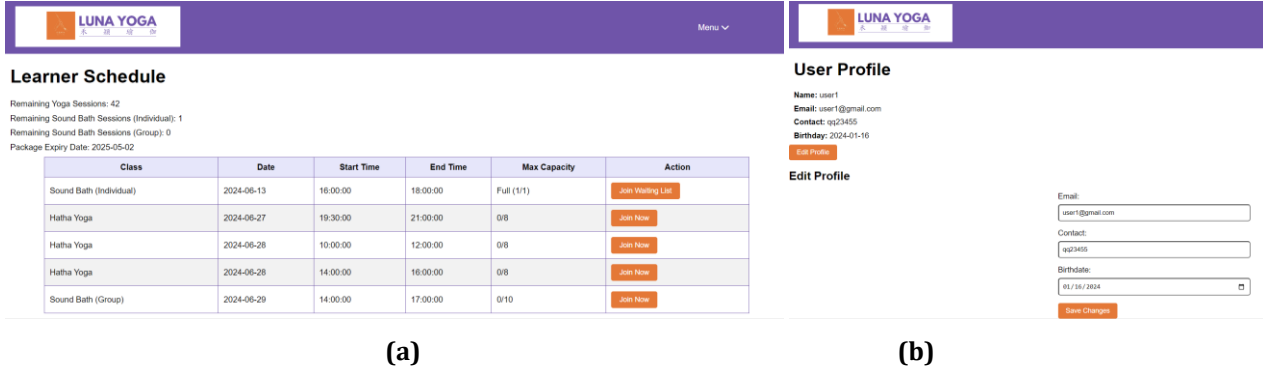 LUNA YOGA
Menu
Learner Schedule
Remaining Yoga Sessions: 42
Remaining Sound Bath Sessions (Individual): 1
Remaining Sound Bath Sessions (Group): 0
Package Expiry Date: 2025-05-02
Class Date Start Time End Time Max Capacity Action
Sound Bath (Individual) 2024-06-13 16:00:00 18:00:00 Full (1/1) Join Waiting List
Hatha Yoga 2024-06-27 19:30:00 21:00:00 0/8 Join Now
Hatha Yoga 2024-06-28 10:00:00 12:00:00 0/8 Join Now
Hatha Yoga 2024-06-28 14:00:00 16:00:00 0/8 Join Now
Sound Bath (Group) 2024-06-29 14:00:00 17:00:00 0/10 Join Now
(a)
LUNA YOGA
User Profile
Name: user1
Email: user1@gmail.com
Contact: qq23455
Birthday: 2024-01-16
Edit Profile
Edit Profile
Email:
user1@gmail.com
Contact:
qq23455
Birthdate:
01/16/2024
Save Changes
(b)